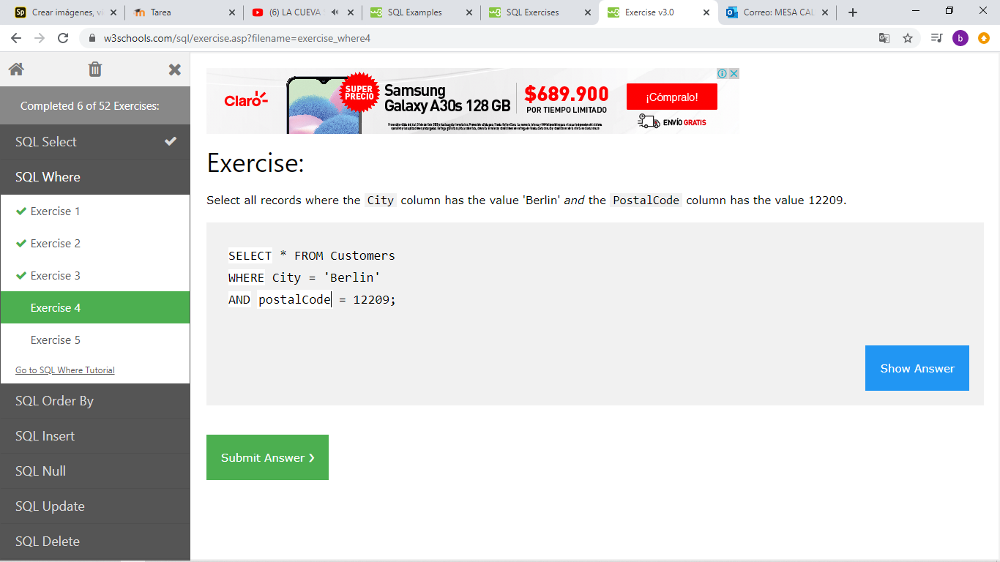 Crear imágenes, ví
Tarea
(6) LA CUEVA S
SQL Examples
SQL Exercises
Exercise v3.0
Correo: MESA CAL
w3schools.com/sql/exercise.asp?filename=exercise_where4
Completed 6 of 52 Exercises:
SQL Select
SQL Where
Exercise 1
Exercise 2
Exercise 3
Exercise 4
Exercise 5
Go to SQL Where Tutorial
SQL Order By
SQL Insert
SQL Null
SQL Update
SQL Delete
Claro
SUPER
PRECIO
Samsung
Galaxy A30s 128 GB
$689.900
POR TIEMPO LIMITADO
¡Cómpralo!
ENVÍO GRATIS
Exercise:
Select all records where the City column has the value 'Berlin' and the PostalCode column has the value 12209.
SELECT * FROM Customers
WHERE City = 'Berlin'
AND postalCode = 12209;
Show Answer
Submit Answer ❯